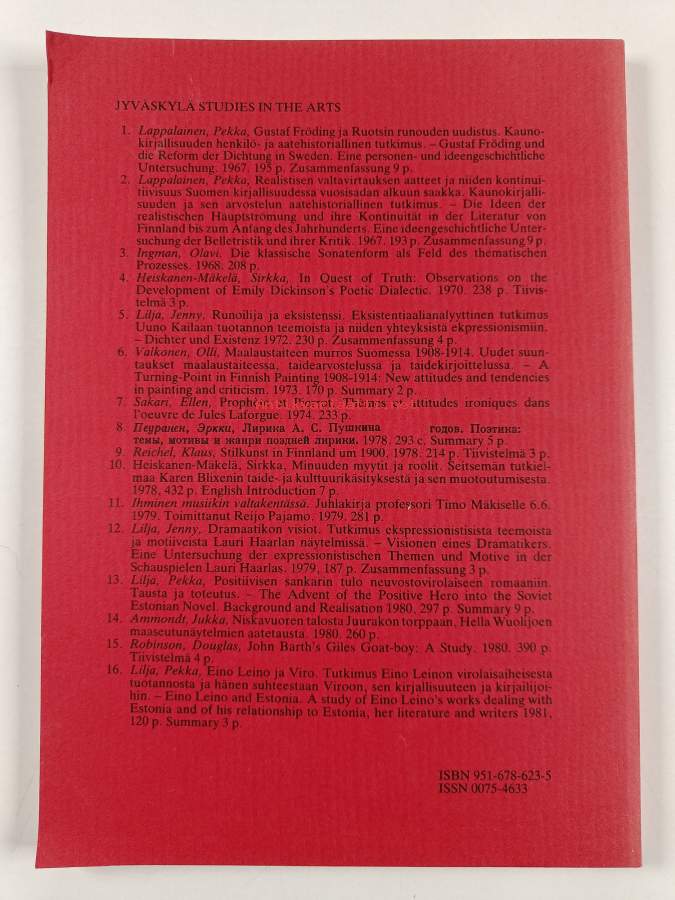 JYVÄSKYLÄ STUDIES IN THE ARTS
1. Lappalainen, Pekka, Gustaf Fröding ja Ruotsin runouden uudistus. Kauno-
kirjallisuuden henkilö- ja aatehistoriallinen tutkimus. – Gustaf Fröding und
die Reform der Dichtung in Sweden. Eine personen- und ideengeschichtliche
Untersuchung. 1967. 195 p. Zusammenfassung 9 p.
2. Lappalainen, Pekka, Realistisen valtavirtauksen aatteet ja niiden kontinui-
tiivisuus Suomen kirjallisuudessa vuosisadan alkuun saakka. Kaunokirjalli-
suuden ja sen arvostelun aatehistoriallinen tutkimus. – Die Ideen der
realistischen Hauptströmung und ihre Kontinuität in der Literatur von
Finnland bis zum Anfang des Jahrhunderts. Eine ideengeschichtliche Unter-
suchung der Belletristik und ihrer Kritik. 1967. 193 p. Zusammenfassung 9 p.
3. Ingman, Olavi. Die klassische Sonatenform als Feld des thematischen
Prozesses. 1968. 208 p.
4. Heiskanen-Mäkelä, Sirkka, In Quest of Truth: Observations on the
Development of Emily Dickinson's Poetic Dialectic. 1970. 238 p. Tiivis-
telmä 3 p.
5. Lilja, Jenny, Runoilija ja eksistenssi. Eksistentiaalianalyyttinen tutkimus
Uuno Kailaan tuotannon teemoista ja niiden yhteyksistä ekpressionismiin.
– Dichter und Existenz 1972. 230 p. Zusammenfassung 4 p.
6. Valkonen, Olli, Maalaustaiteen murros Suomessa 1908-1914. Uudet suun-
taukset maalaustaiteessa, taidearvostelussa ja taidekirjoittelussa. – A
Turning-Point in Finnish Painting 1908-1914: New attitudes and tendencies
in painting and criticism. 1973. 170 p. Summary 2 p.
7. Sakari, Ellen, Prophète et Pierrot. Thèmes et attitudes ironiques dans
l'oeuvre de Jules Laforgue. 1974. 233 p.
8. Пеуранен, Эркки, Лирика А. С. Пушкина годов. Поэтика:
темы, мотивы и жанри поздней лирики. 1978. 293 с, Summary 5 p.
9. Reichel, Klaus, Stilkunst in Finnland um 1900. 1978. 214 p. Tiivistelmä 3 p.
10. Heiskanen-Mäkelä, Sirkka, Minuuden myytit ja roolit. Seitsemän tutkiel-
maa Karen Blixenin taide- ja kulttuurikäsityksestä ja sen muotoutumisesta.
1978, 432 p. English Introduction 7 p.
11. Ihminen musiikin valtakentässä. Juhlakirja professori Timo Mäkiselle 6.6.
1979. Toimittanut Reijo Pajamo. 1979. 281 p.
12. Lilja, Jenny, Dramaatikon visiot. Tutkimus ekspressionistisista teemoista
ja motiiveista Lauri Haarlan näytelmissä. – Visionen eines Dramatikers.
Eine Untersuchung der expressionistischen Themen und Motive in der
Schauspielen Lauri Haarlas. 1979, 187 p. Zusammenfassung 3 p.
13. Lilja, Pekka, Positiivisen sankarin tulo neuvostovirolaiseen romaaniin.
Tausta ja toteutus. – The Advent of the Positive Hero into the Soviet
Estonian Novel. Background and Realisation 1980, 297 p. Summary 9 p.
14. Ammondt, Jukka, Niskavuoren talosta Juurakon torppaan, Hella Wuolijoen
maaseutunäytelmien aatetausta. 1980. 260 p.
15. Robinson, Douglas, John Barth's Giles Goat-boy: A Study. 1980. 390 p.
Tiivistelmä 4 p.
16. Lilja, Pekka, Eino Leino ja Viro. Tutkimus Eino Leinon virolaisaiheisesta
tuotannosta ja hänen suhteestaan Viroon, sen kirjallisuuteen ja kirjailijoi-
hin. – Eino Leino and Estonia. A study of Eino Leino's works dealing with
Estonia and of his relationship to Estonia, her literature and writers 1981,
120 p. Summary 3 p.
ISBN 951-678-623-5
ISSN 0075-4633